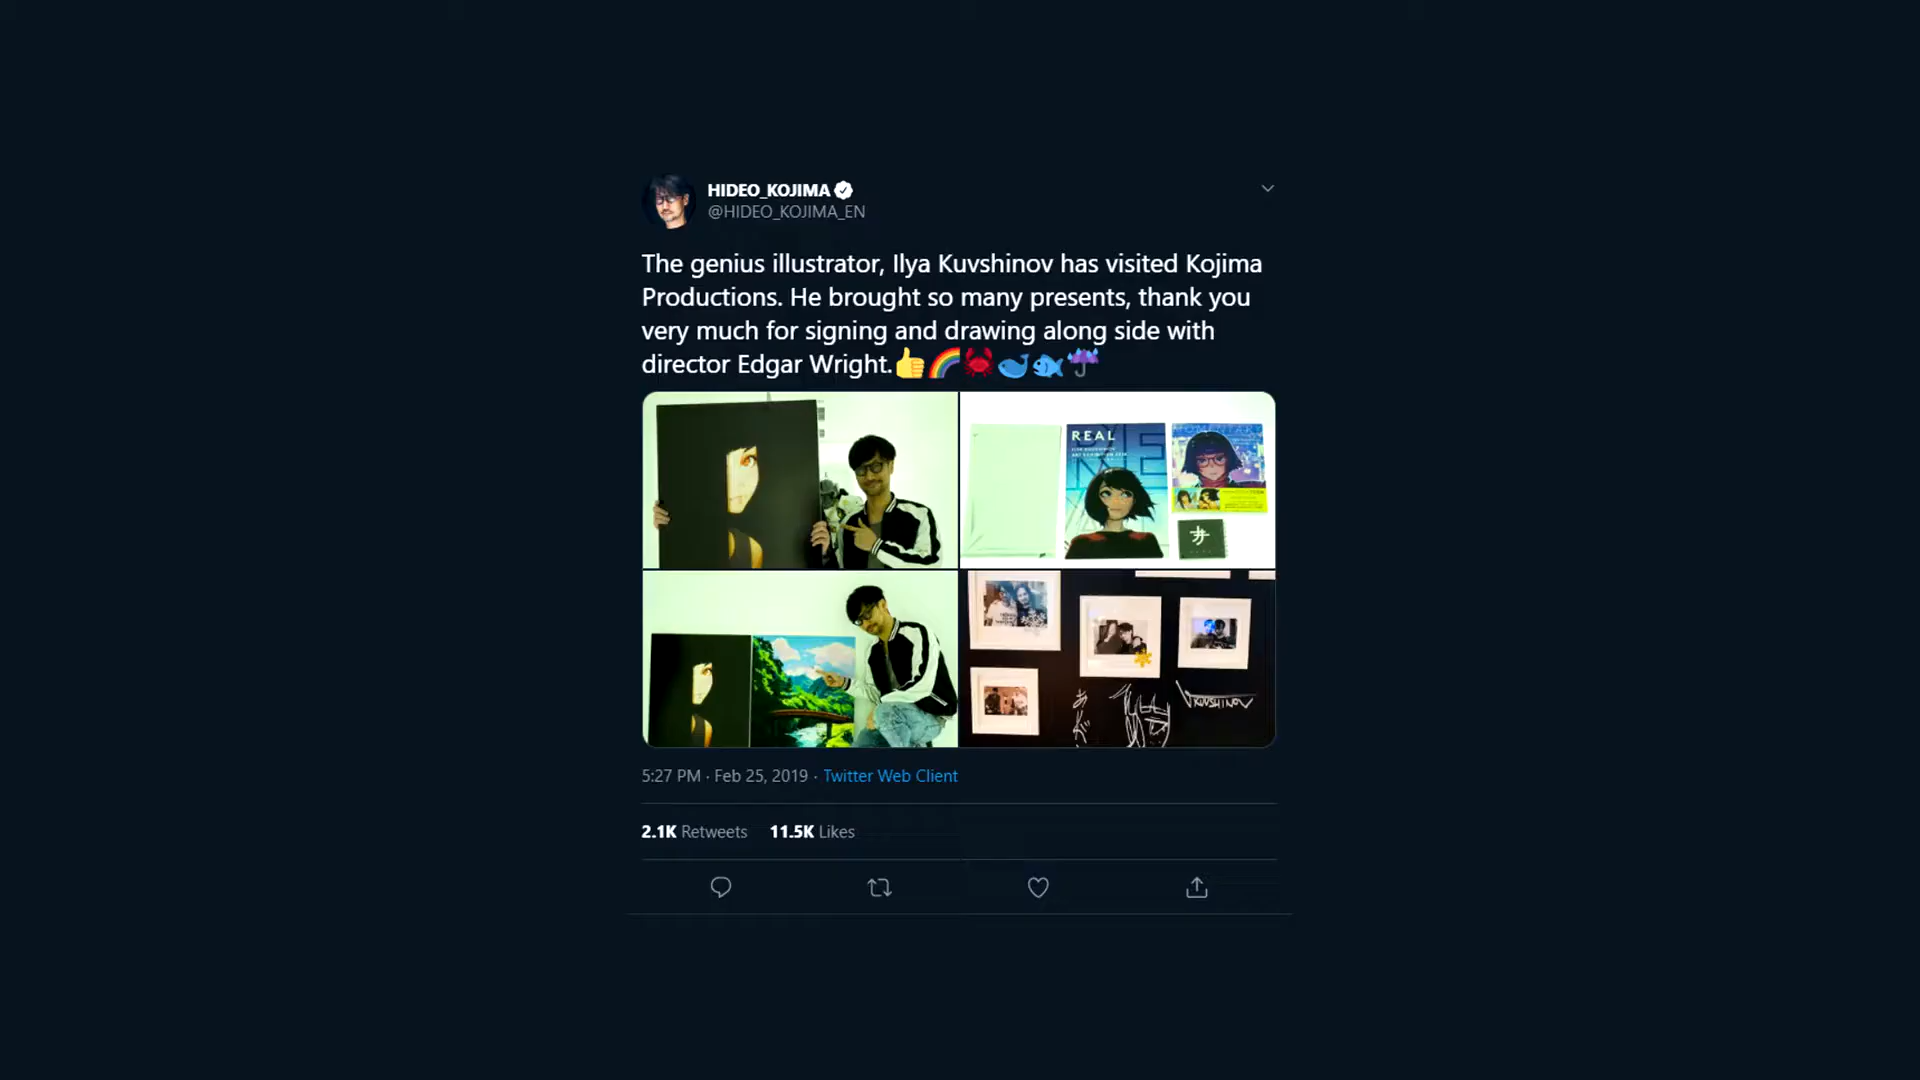 HIDEO_KOJIMA
@HIDEO_KOJIMA_EN
The genius illustrator, Ilya Kuvshinov has visited Kojima
Productions. He brought so many presents, thank you
very much for signing and drawing along side with
director Edgar Wright.👍🌈🦀🐳🐟☔
REAL
KUVSHINOV
5:27 PM · Feb 25, 2019 · Twitter Web Client
2.1K Retweets 11.5K Likes